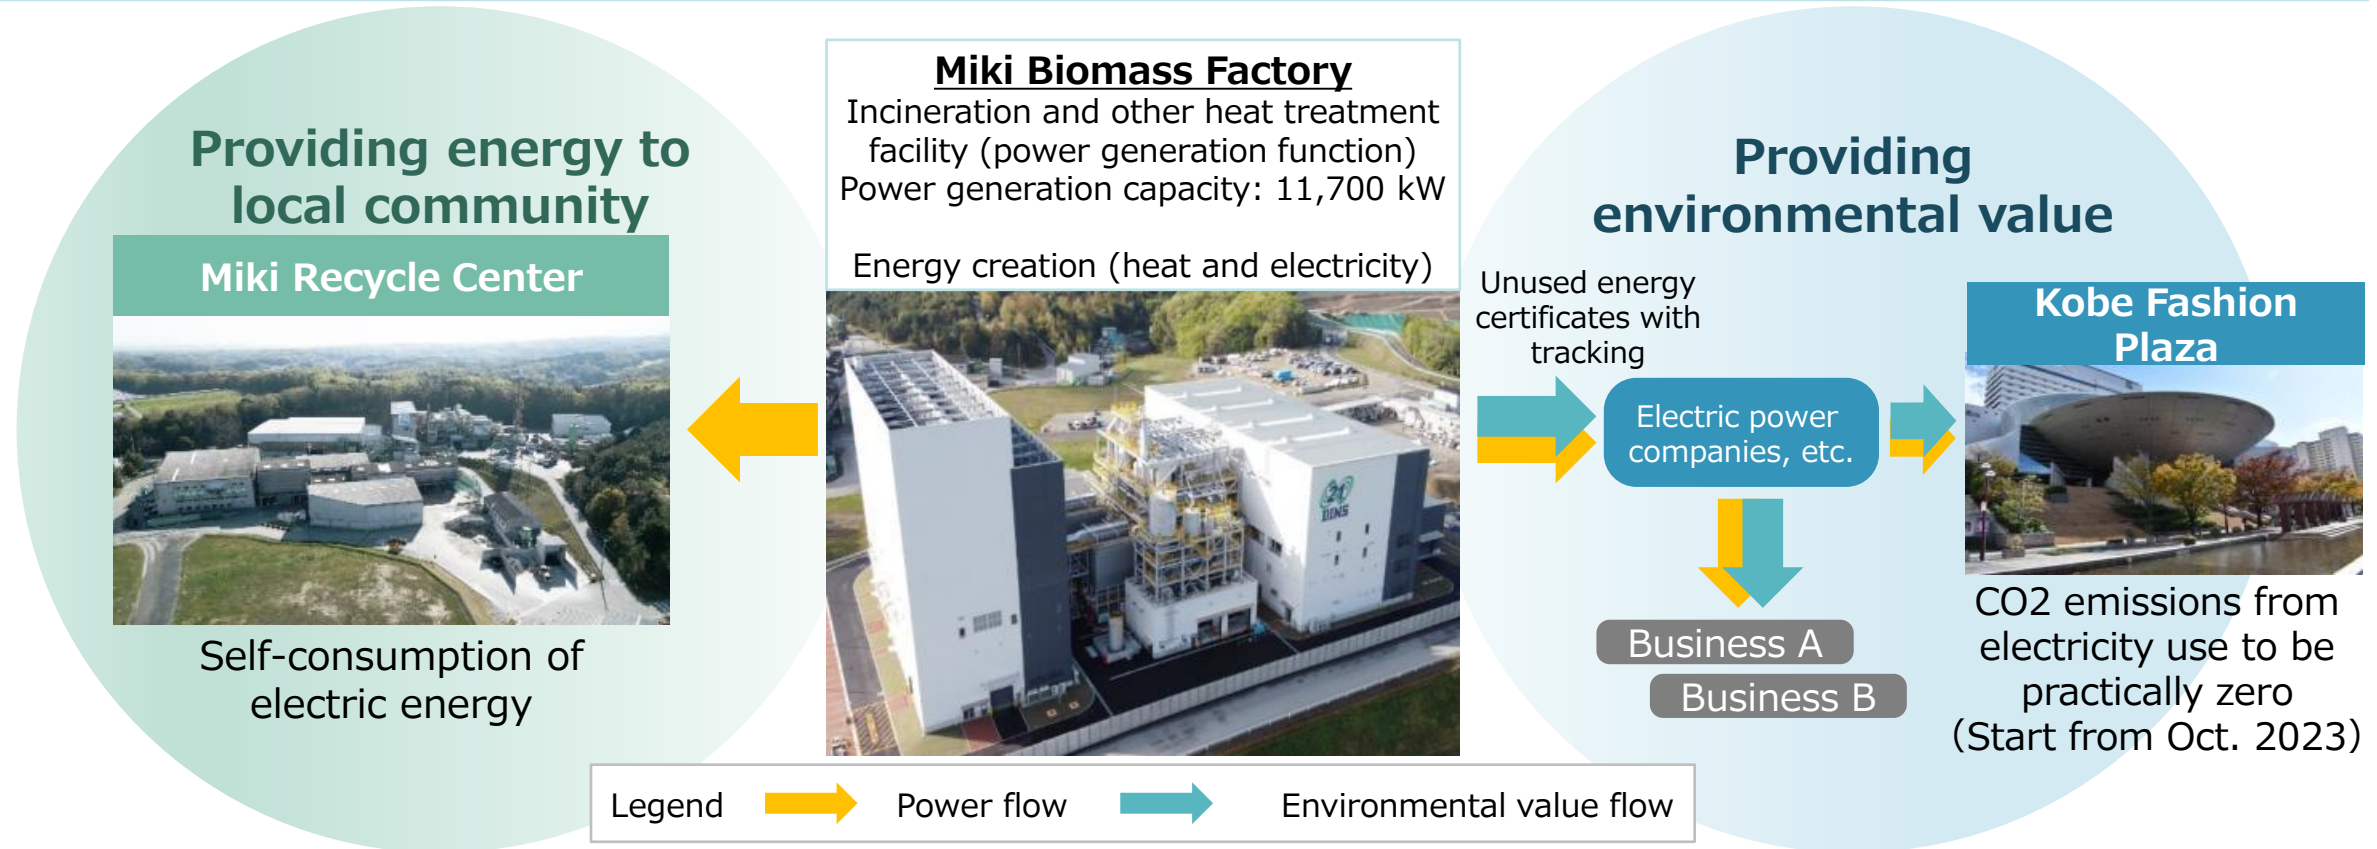 Providing energy to
local community
Miki Recycle Center
Self-consumption of
electric energy
Miki Biomass Factory
Incineration and other heat treatment
facility (power generation function)
Power generation capacity: 11,700 kW
Energy creation (heat and electricity)
DINS
Providing
environmental value
Unused energy
certificates with
tracking
Electric power
companies, etc.
Business A
Business B
Kobe Fashion
Plaza
CO2 emissions from
electricity use to be
practically zero
(Start from Oct. 2023)
Legend
Power flow
Environmental value flow